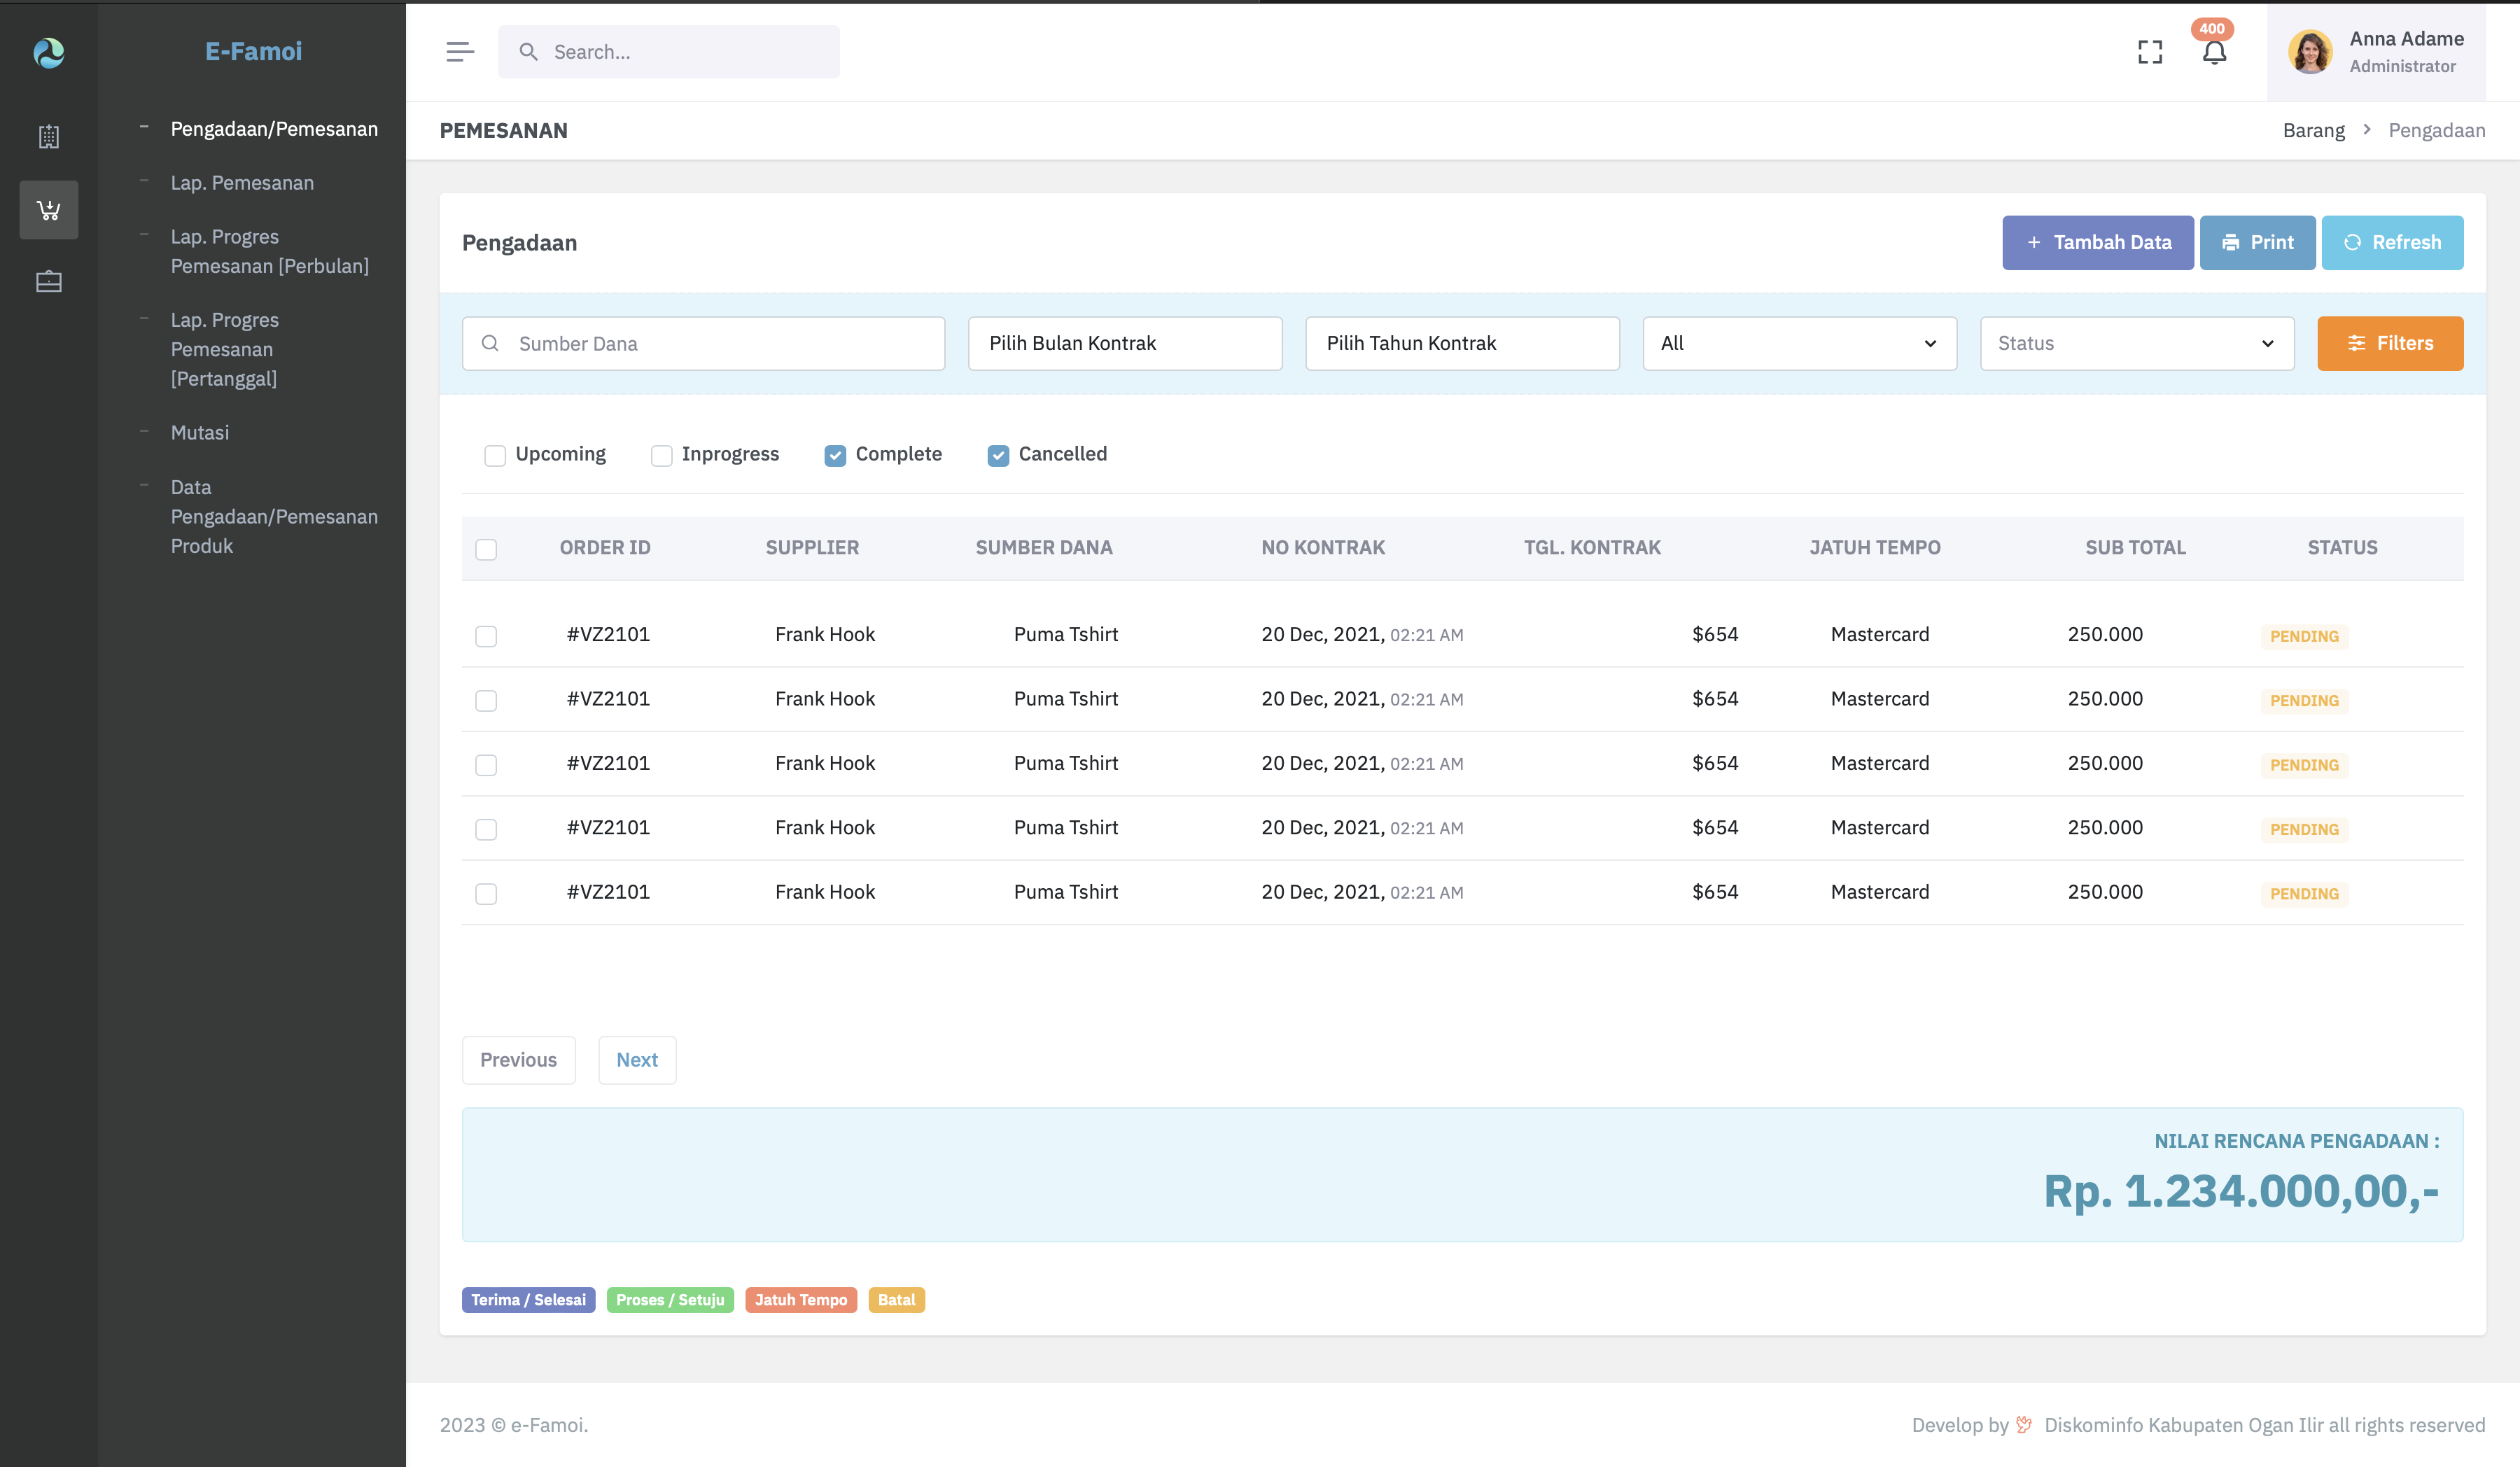 E-Famoi
Pengadaan/Pemesanan
Lap. Pemesanan
Lap. Progres
Pemesanan [Perbulan]
Lap. Progres
Pemesanan
[Pertanggal]
Mutasi
Data
Pengadaan/Pemesanan
Produk
Search...
400
Anna Adame
Administrator
PEMESANAN
Barang > Pengadaan
Pengadaan
+ Tambah Data Print Refresh
Sumber Dana Pilih Bulan Kontrak Pilih Tahun Kontrak All Status Filters
Upcoming Inprogress Complete Cancelled
ORDER ID SUPPLIER SUMBER DANA NO KONTRAK TGL. KONTRAK JATUH TEMPO SUB TOTAL STATUS
#VZ2101 Frank Hook Puma Tshirt 20 Dec, 2021, 02:21 AM $654 Mastercard 250.000 PENDING
#VZ2101 Frank Hook Puma Tshirt 20 Dec, 2021, 02:21 AM $654 Mastercard 250.000 PENDING
#VZ2101 Frank Hook Puma Tshirt 20 Dec, 2021, 02:21 AM $654 Mastercard 250.000 PENDING
#VZ2101 Frank Hook Puma Tshirt 20 Dec, 2021, 02:21 AM $654 Mastercard 250.000 PENDING
#VZ2101 Frank Hook Puma Tshirt 20 Dec, 2021, 02:21 AM $654 Mastercard 250.000 PENDING
Previous Next
NILAI RENCANA PENGADAAN :
Rp. 1.234.000,00,-
Terima / Selesai Proses / Setuju Jatuh Tempo Batal
2023 © e-Famoi.
Develop by Diskominfo Kabupaten Ogan Ilir all rights reserved